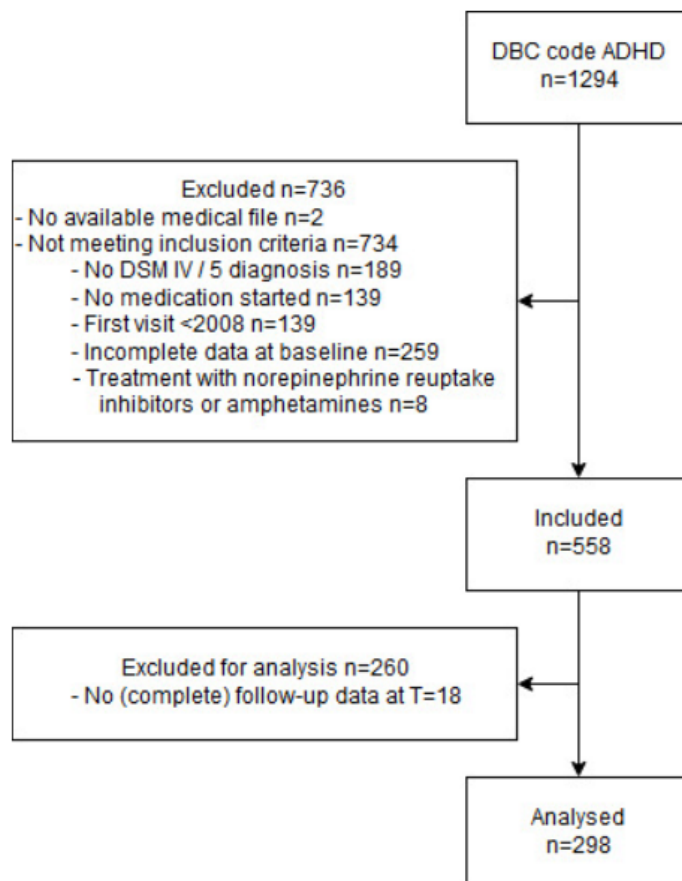 DBC code ADHD
n=1294
Excluded n=736
- No available medical file n=2
- Not meeting inclusion criteria n=734
- No DSM IV / 5 diagnosis n=189
- No medication started n=139
- First visit <2008 n=139
- Incomplete data at baseline n=259
- Treatment with norepinephrine reuptake
inhibitors or amphetamines n=8
Included
n=558
Excluded for analysis n=260
- No (complete) follow-up data at T=18
Analysed
n=298